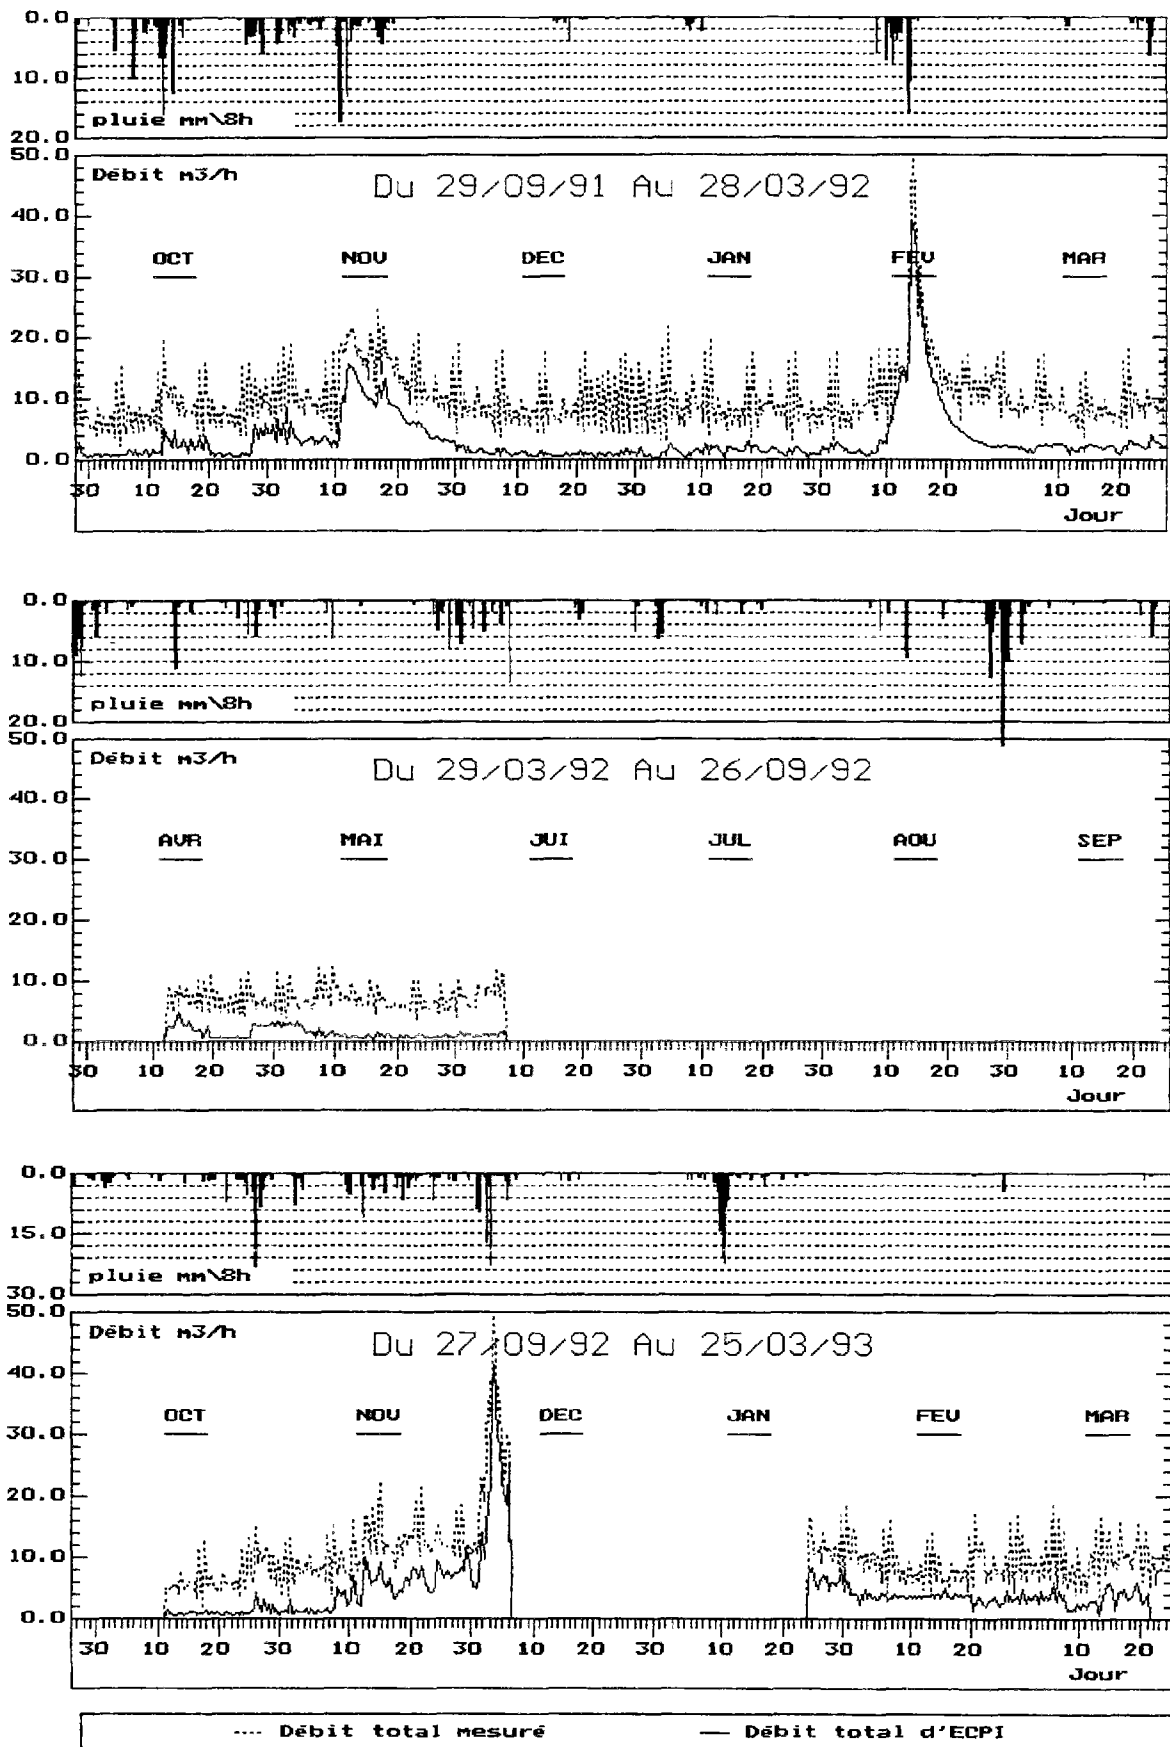 0.0
10.0
pluie mm\8h
20.0
50.0
Débit m3/h
Du 29/09/91 Au 28/03/92
40.0
OCT NOV DEC JAN FEV MAR
30.0
20.0
10.0
0.0
30 10 20 30 10 20 30 10 20 30 10 20 30 10 20 10 20
Jour
0.0
10.0
pluie mm\8h
20.0
50.0
Débit m3/h
Du 29/03/92 Au 26/09/92
40.0
AVR MAI JUI JUL AOU SEP
30.0
20.0
10.0
0.0
30 10 20 30 10 20 30 10 20 30 10 20 30 10 20 30 10 20
Jour
0.0
15.0
pluie mm\8h
30.0
50.0
Débit m3/h
Du 27/09/92 Au 25/03/93
40.0
OCT NOV DEC JAN FEV MAR
30.0
20.0
10.0
0.0
30 10 20 30 10 20 30 10 20 30 10 20 30 10 20 10 20
Jour
---- Débit total mesuré — Débit total d'ECPI